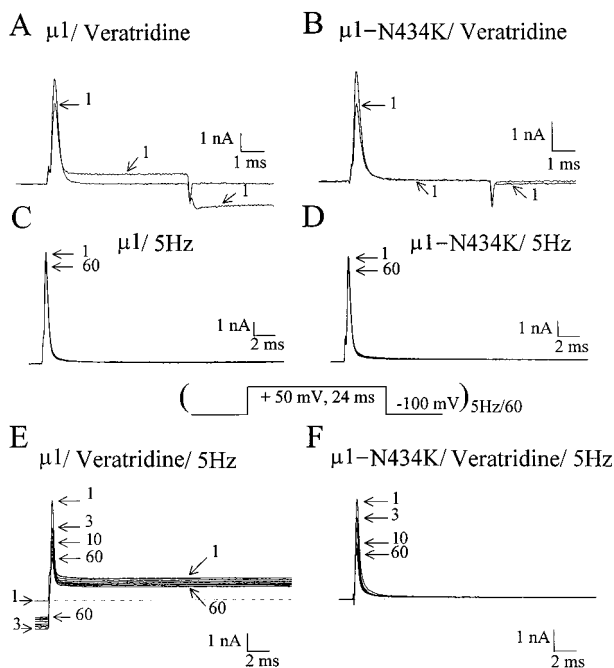 A μ1/ Veratridine
B μ1-N434K/ Veratridine
1
1
1
1 nA
1 ms
1
1
1
1 nA
1 ms
C μ1/ 5Hz
D μ1-N434K/ 5Hz
1
60
1 nA
2 ms
1
60
1 nA
2 ms
( + 50 mV, 24 ms -100 mV)5Hz/60
E μ1/ Veratridine/ 5Hz
F μ1-N434K/ Veratridine/ 5Hz
1
3
10
60
1
1
60
3
60
1 nA
2 ms
1
3
10
60
1 nA
2 ms